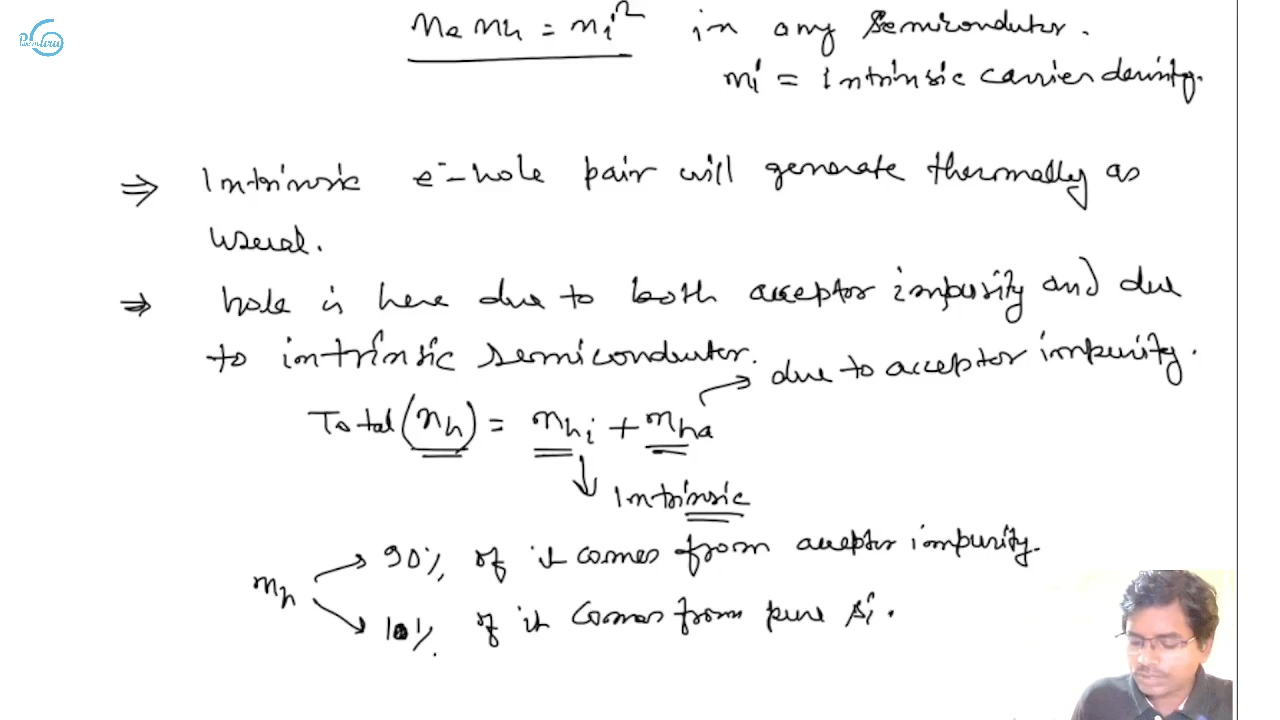 PhysicsGuru
ne nh = ni² in any semiconductor.
ni = intrinsic carrier density.
⇒ Intrinsic e⁻-hole pair will generate thermally as
usual.
⇒ hole is here due to both acceptor impurity and due
to intrinsic semiconductor.
due to acceptor impurity.
Total (nh) = nhi + nha
Intrinsic
90% of it comes from acceptor impurity.
nh
10% of it comes from pure Si.